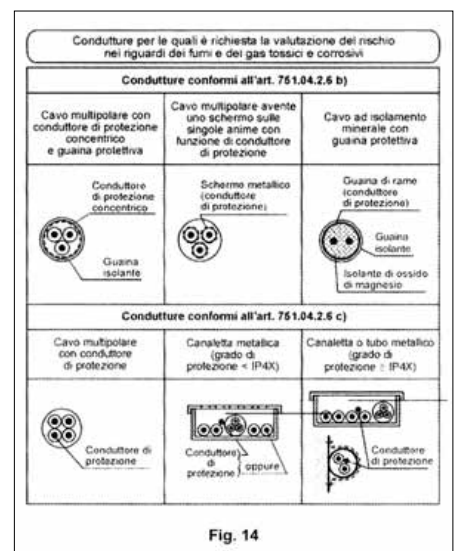 Condutture per le quali è richiesta la valutazione del rischio
nei riguardi dei fumi e dei gas tossici e corrosivi
Condutture conformi all'art. 751.04.2.6 b)
Cavo multipolare con
conduttore di protezione
concentrico
e guaina protettiva
Cavo multipolare avente
uno schermo sulle
singole anime con
funzione di conduttore
di protezione
Cavo ad isolamento
minerale con
guaina protettiva
Conduttore
di protezione
concentrico
Guaina
isolante
Schermo metallico
(conduttore
di protezione)
Guaina di rame
(conduttore
di protezione)
Guaina
isolante
Isolante di ossido
di magnesio
Condutture conformi all'art. 751.04.2.6 c)
Cavo multipolare
con conduttore
di protezione
Canaletta metallica
(grado di
protezione < IP4X)
Canaletta o tubo metallico
(grado di
protezione ≥ IP4X)
Conduttore di
protezione
Conduttore
di
protezione
oppure
Conduttore
di protezione
Fig. 14